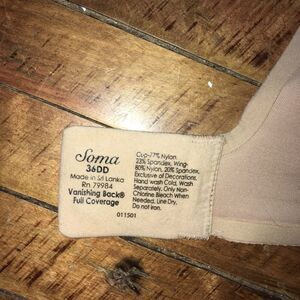 Soma
36DD
Made in Sri Lanka
Rn. 79984
Vanishing Back®
Full Coverage
Cup-77% Nylon
23% Spandex, Wing-
80% Nylon, 20% Spandex,
Exclusive of Decorations
Hand wash Cold, Wash
Separately, Only Non-
Chlorine Bleach When
Needed, Line Dry,
Do not Iron.
011501